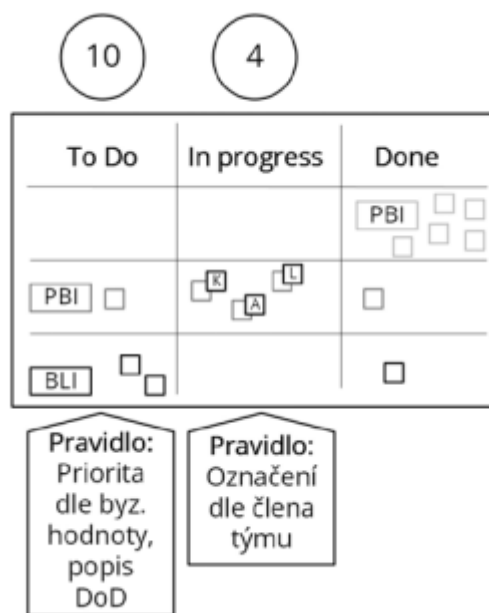 10
4
To Do
In progress
Done
PBI
PBI
K
A
L
BLI
Pravidlo:
Priorita
dle byz.
hodnoty,
popis
DoD
Pravidlo:
Označení
dle člena
týmu